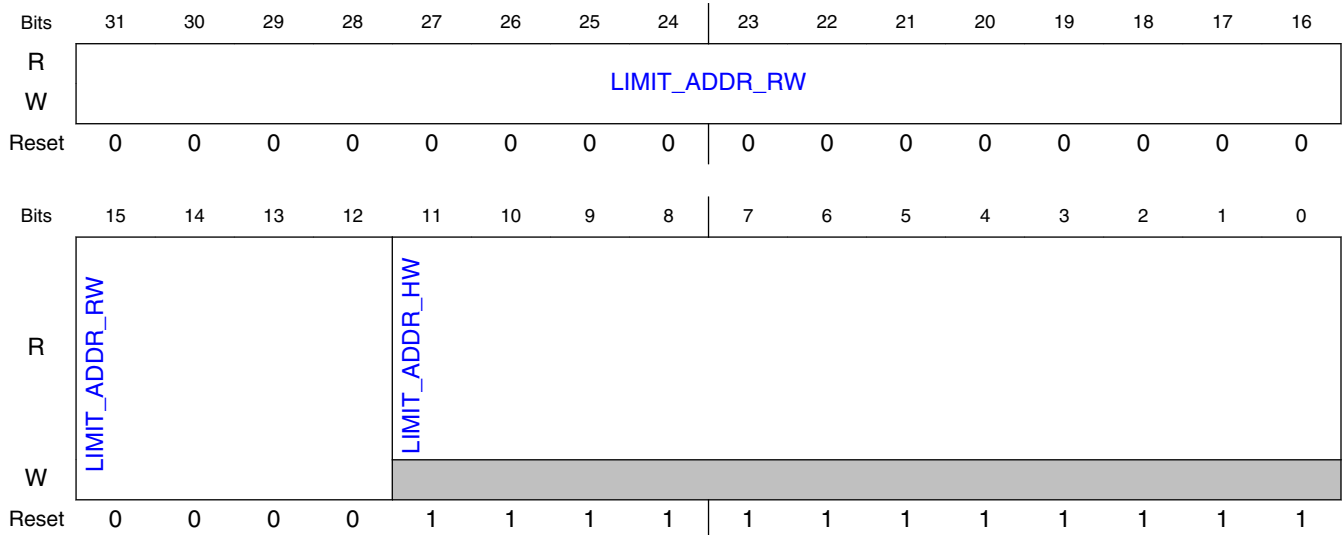 Bits 31 30 29 28 27 26 25 24 23 22 21 20 19 18 17 16
R
LIMIT_ADDR_RW
W
Reset 0 0 0 0 0 0 0 0 0 0 0 0 0 0 0 0
Bits 15 14 13 12 11 10 9 8 7 6 5 4 3 2 1 0
R
LIMIT_ADDR_RW
LIMIT_ADDR_HW
W
Reset 0 0 0 0 1 1 1 1 1 1 1 1 1 1 1 1